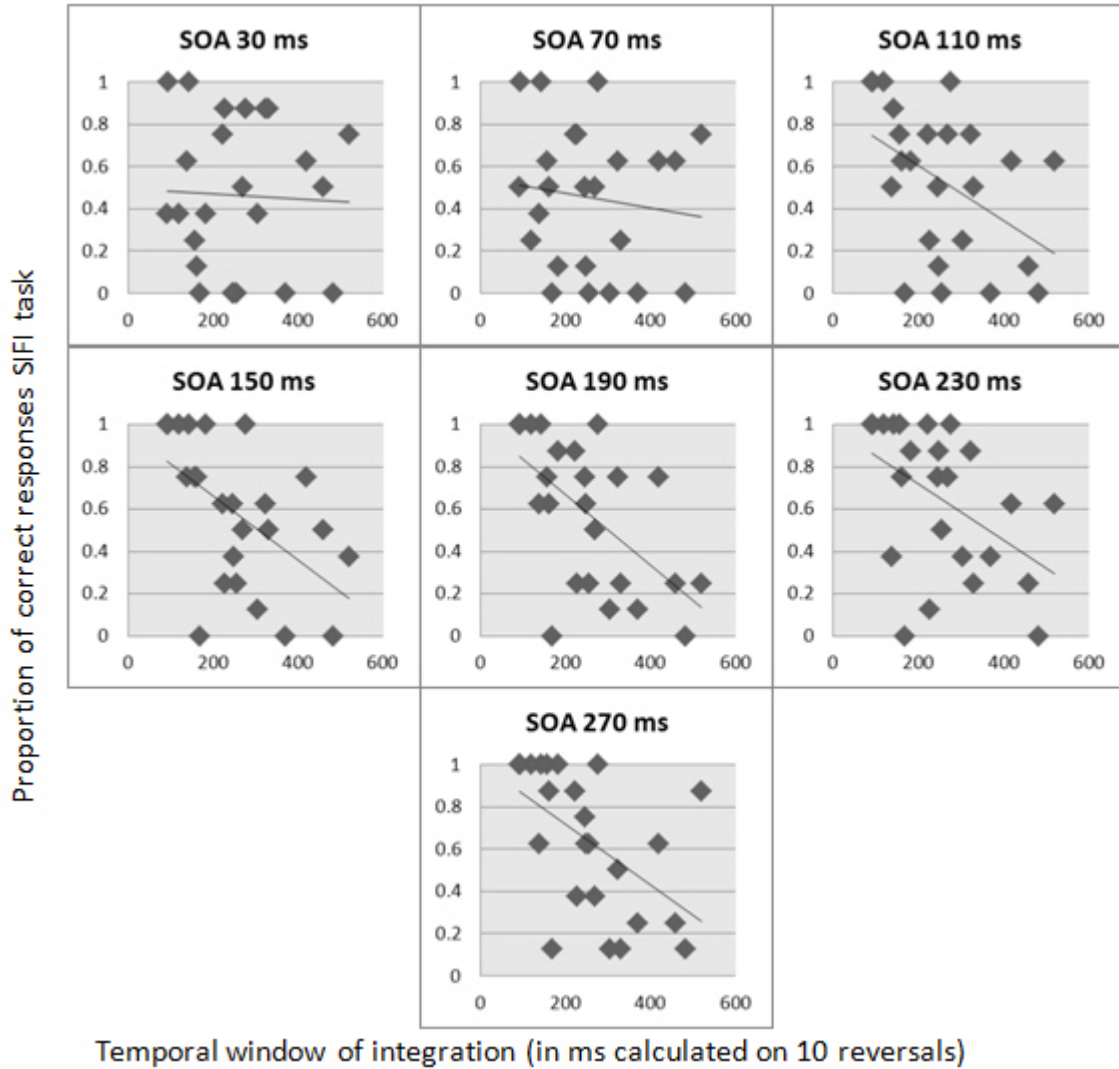 Proportion of correct responses SIFI task
SOA 30 ms
1
0.8
0.6
0.4
0.2
0
0 200 400 600
SOA 70 ms
1
0.8
0.6
0.4
0.2
0
0 200 400 600
SOA 110 ms
1
0.8
0.6
0.4
0.2
0
0 200 400 600
SOA 150 ms
1
0.8
0.6
0.4
0.2
0
0 200 400 600
SOA 190 ms
1
0.8
0.6
0.4
0.2
0
0 200 400 600
SOA 230 ms
1
0.8
0.6
0.4
0.2
0
0 200 400 600
SOA 270 ms
1
0.8
0.6
0.4
0.2
0
0 200 400 600
Temporal window of integration (in ms calculated on 10 reversals)